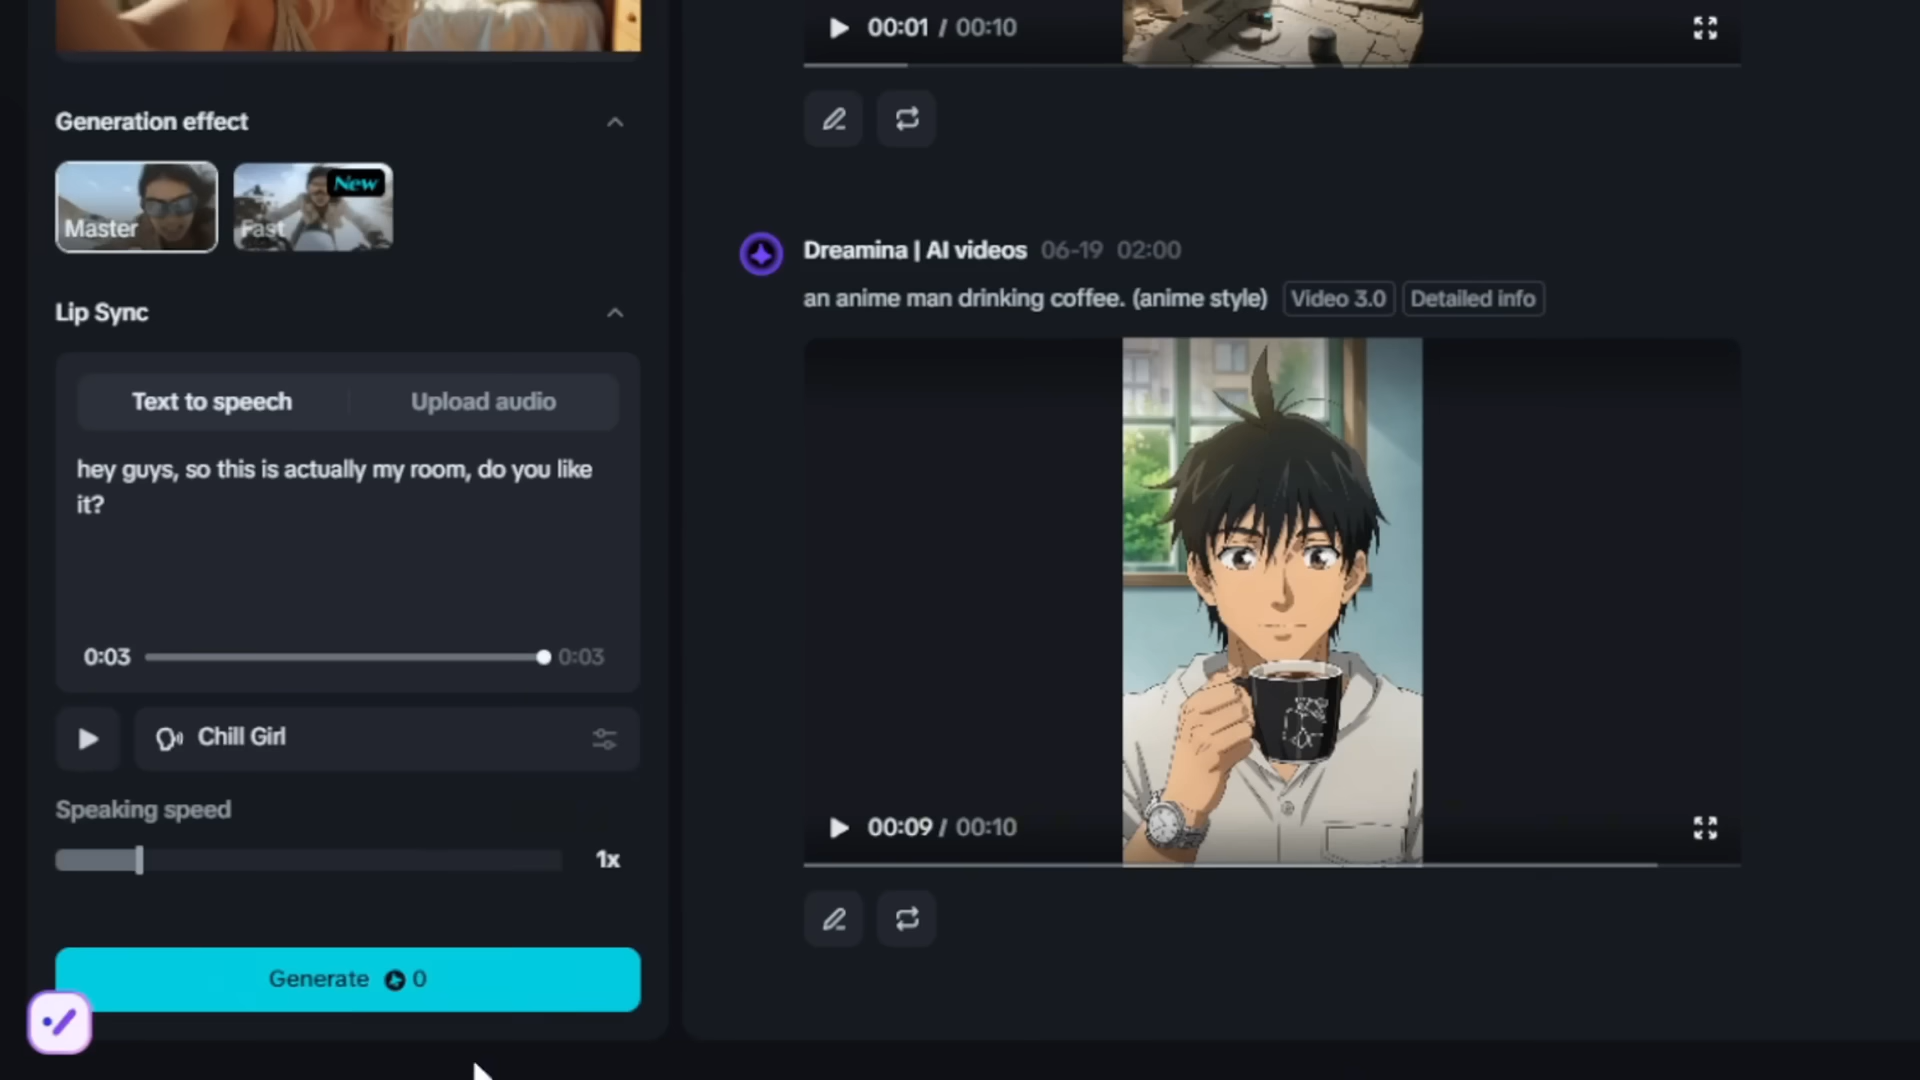 00:01 / 00:10
Generation effect
Master
Fast
New
Lip Sync
Text to speech
Upload audio
hey guys, so this is actually my room, do you like
it?
0:03
0:03
Chill Girl
Speaking speed
1x
Generate 0
Dreamina | AI videos 06-19 02:00
an anime man drinking coffee. (anime style) Video 3.0 Detailed info
00:09 / 00:10